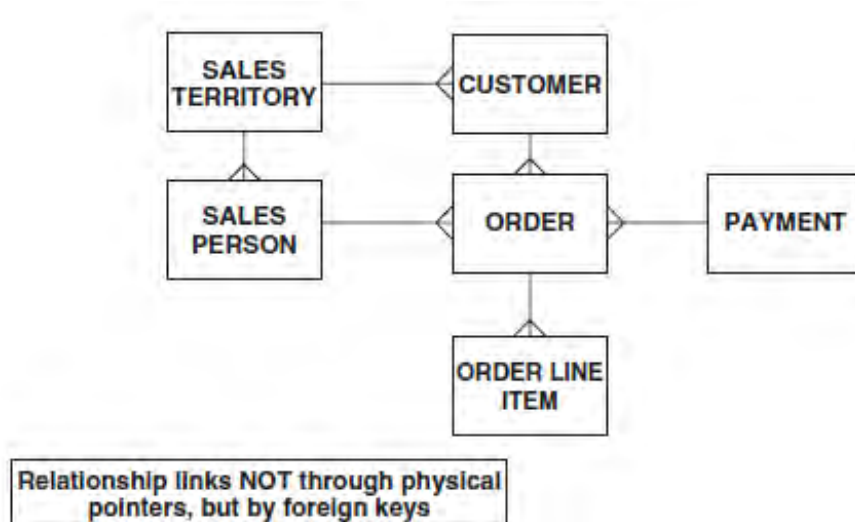 SALES
TERRITORY
CUSTOMER
SALES
PERSON
ORDER
PAYMENT
ORDER LINE
ITEM
Relationship links NOT through physical
pointers, but by foreign keys